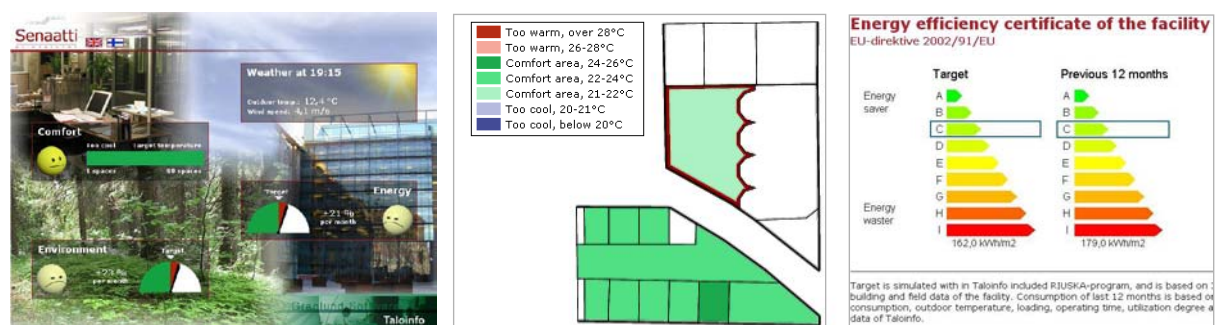 Senaatti
Weather at 19:15
Outdoor temp.: 12,4 °C
Wind speed: 4,1 m/s
Comfort
Too cool Target temperature
1 spaces 58 spaces
Target
Energy
+21 %
per month
Environment
Target
+23 %
per month
Granlund Software
Taloinfo
Too warm, over 28°C
Too warm, 26-28°C
Comfort area, 24-26°C
Comfort area, 22-24°C
Comfort area, 21-22°C
Too cool, 20-21°C
Too cool, below 20°C
Energy efficiency certificate of the facility
EU-direktive 2002/91/EU
Target Previous 12 months
Energy
saver
A A
B B
C C
D D
E E
F F
G G
Energy
waster
H H
I I
162,0 kWh/m2 179,0 kWh/m2
Target is simulated with in Taloinfo included RIUSKA-program, and is based on
building and field data of the facility. Consumption of last 12 months is based o
consumption, outdoor temperature, loading, operating time, utilization degree a
data of Taloinfo.